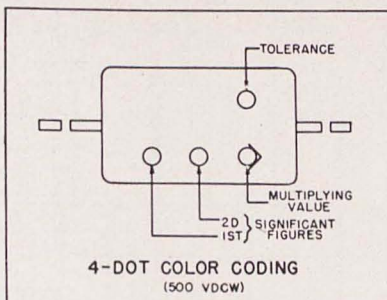 TOLERANCE
MULTIPLYING
VALUE
2D
1ST
SIGNIFICANT
FIGURES
4-DOT COLOR CODING
(500 VDCW)